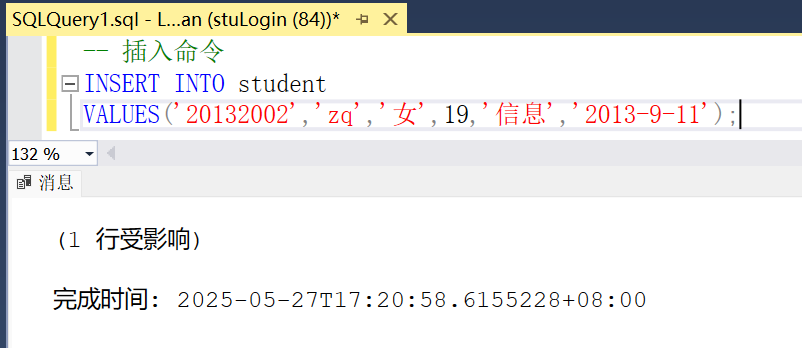 SQLQuery1.sql - L...an (stuLogin (84))*
-- 插入命令
INSERT INTO student
VALUES('20132002','zq','女',19,'信息','2013-9-11');
132 %
消息
(1 行受影响)
完成时间: 2025-05-27T17:20:58.6155228+08:00